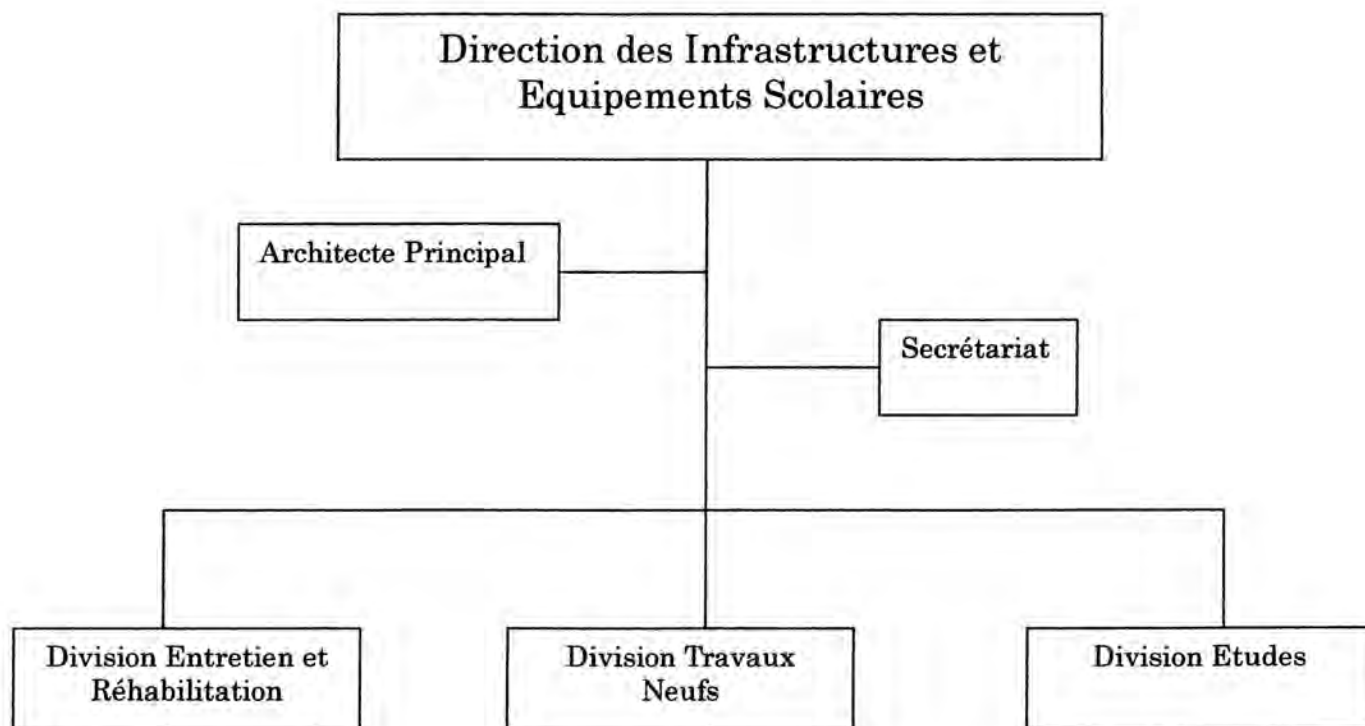 Direction des Infrastructures et
Equipements Scolaires
Architecte Principal
Secrétariat
Division Entretien et
Réhabilitation
Division Travaux
Neufs
Division Etudes